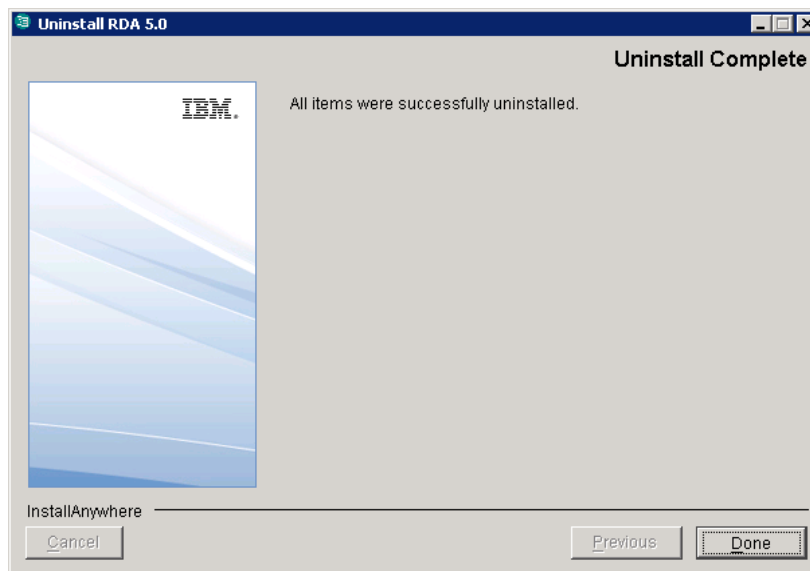 Uninstall RDA 5.0
Uninstall Complete
IBM.
All items were successfully uninstalled.
InstallAnywhere
Cancel
Previous
Done